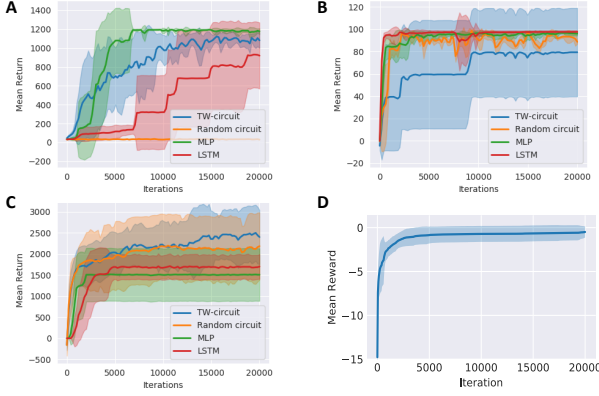 A
1400
1200
1000
800
600
400
200
0
−200
Mean Return
TW-circuit
Random circuit
MLP
LSTM
0 5000 10000 15000 20000
Iterations
B
120
100
80
60
40
20
0
−20
Mean Return
TW-circuit
Random circuit
MLP
LSTM
0 5000 10000 15000 20000
Iterations
C
3000
2500
2000
1500
1000
500
0
−500
Mean Return
TW-circuit
Random circuit
MLP
LSTM
0 5000 10000 15000 20000
Iterations
D
0
−5
−10
−15
Mean Reward
0 5000 10000 15000 20000
Iteration